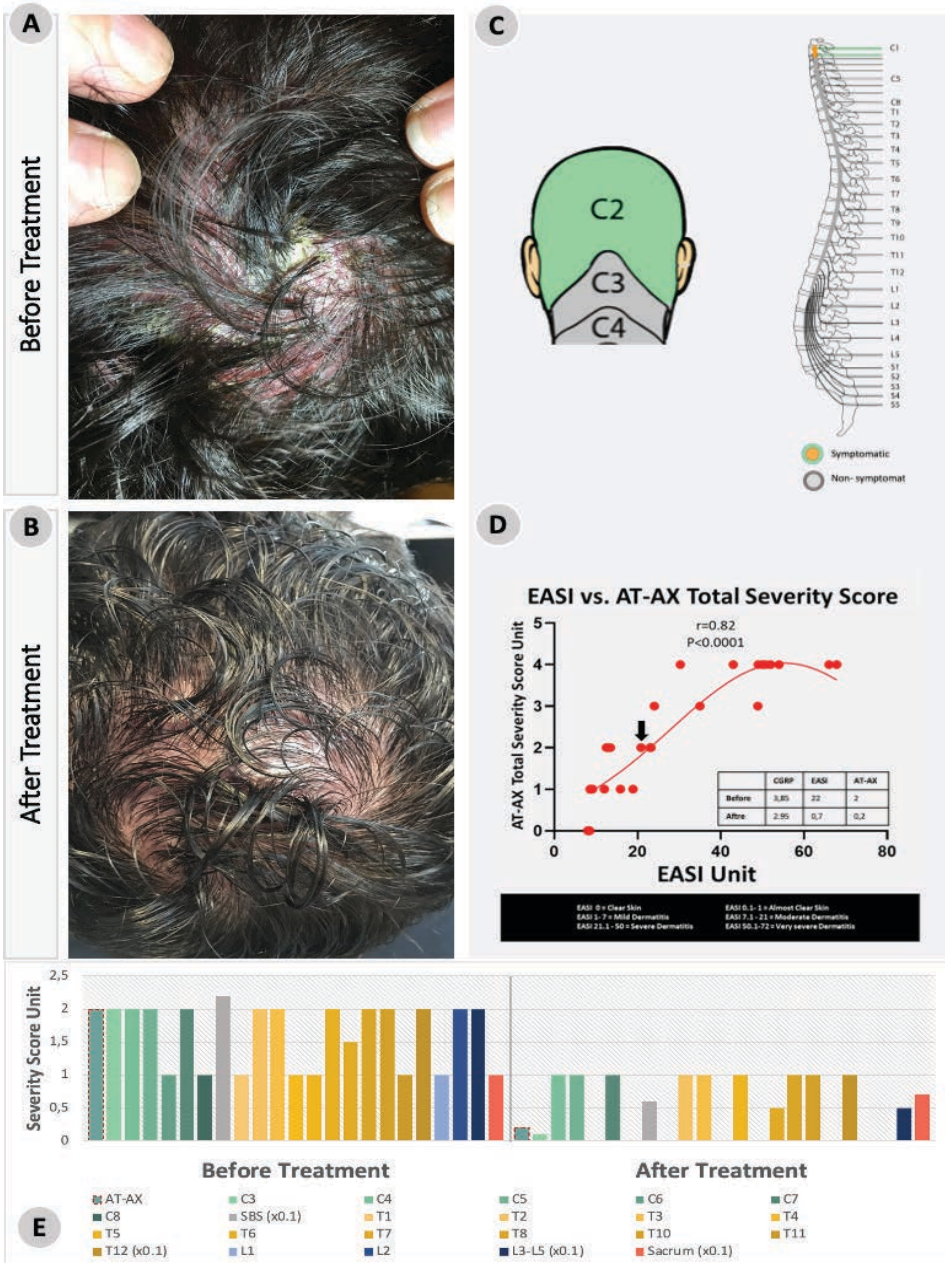 A
Before Treatment
B
After Treatment
C
C2
C3
C4
C1
C5
C8
T1
T2
T3
T4
T5
T6
T7
T8
T9
T10
T11
T12
L1
L2
L3
L4
L5
S1
S2
S3
S4
S5
Symptomatic
Non- symptomat
D
EASI vs. AT-AX Total Severity Score
r=0.82
P<0.0001
AT-AX Total Severity Score Unit
5
4
3
2
1
0
0 20 40 60 80
EASI Unit
CGRP EASI AT-AX
Before 3,85 22 2
Aftre 2.95 0,7 0,2
EASI 0 = Clear Skin EASI 0.1- 1 = Almost Clear Skin
EASI 1- 7 = Mild Dermatitis EASI 7.1 - 21 = Moderate Dermatitis
EASI 21.1 - 50 = Severe Dermatitis EASI 50.1-72 = Very severe Dermatitis
Severity Score Unit
2,5
2
1,5
1
0,5
0
Before Treatment After Treatment
AT-AX C3 C4 C5 C6 C7
C8 SBS (x0.1) T1 T2 T3 T4
T5 T6 T7 T8 T10 T11
T12 (x0.1) L1 L2 L3-L5 (x0.1) Sacrum (x0.1)
E